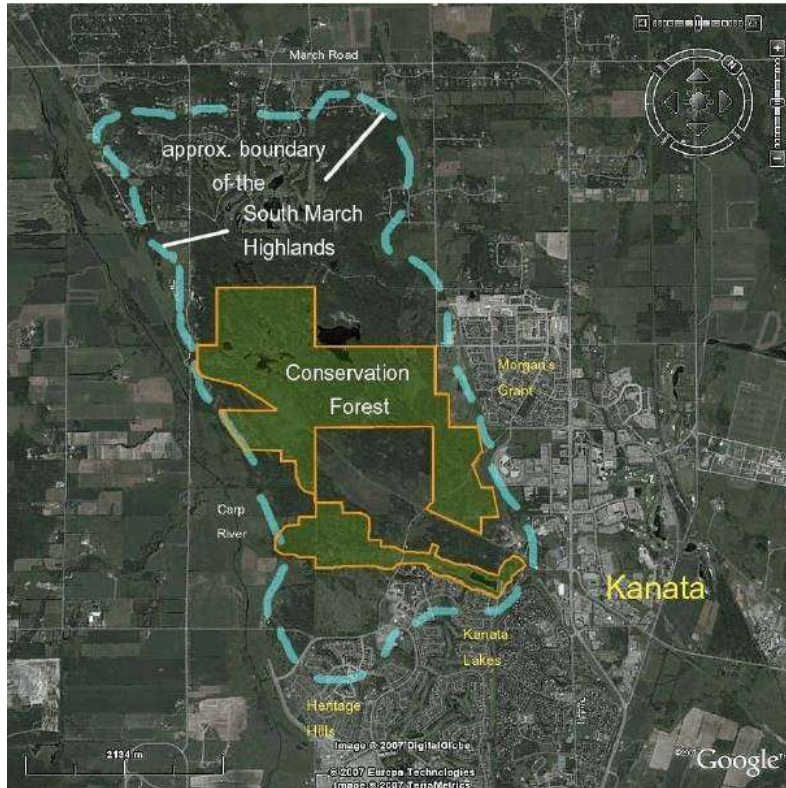 March Road
N
approx. boundary
of the
South March
Highlands
Morgan's
Grant
Conservation
Forest
Carp
River
Kanata
Kanata
Lakes
Heritage
Hills
2134 m
Image © 2007 DigitalGlobe
© 2007 Europa Technologies
Image © 2007 TerraMetrics
Google